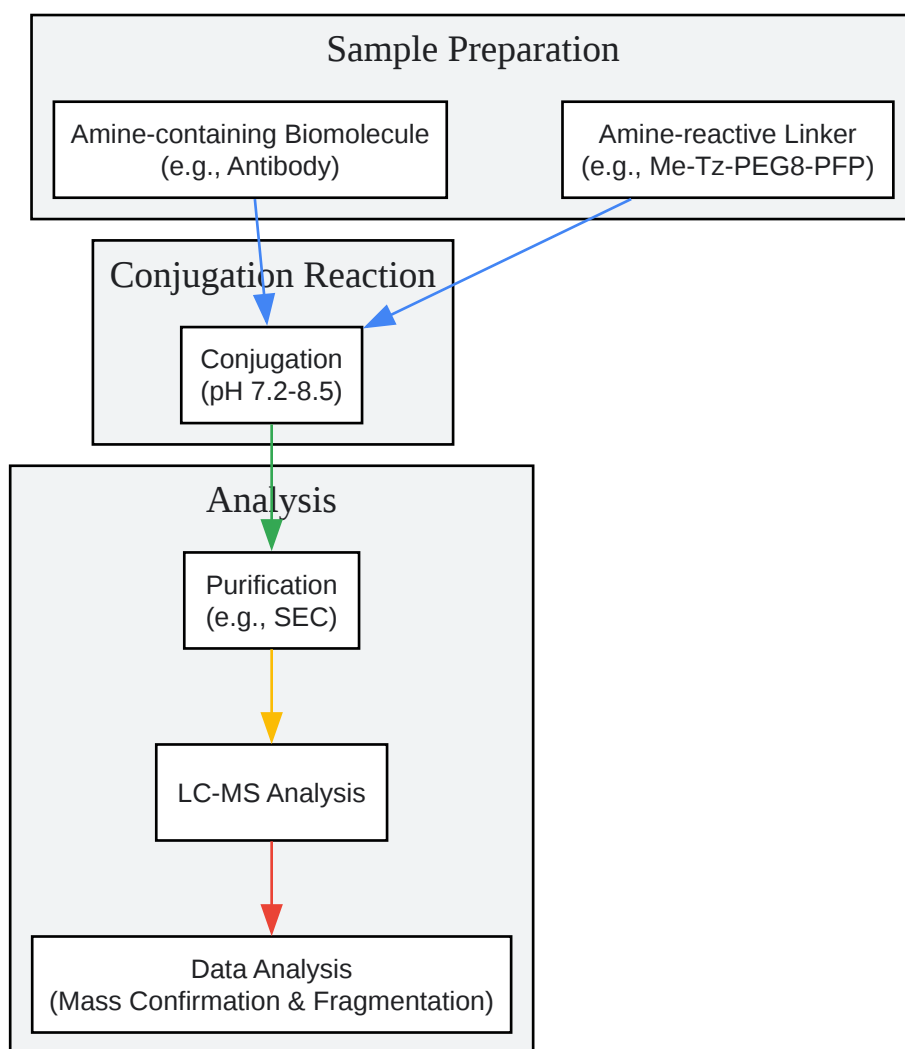 Sample Preparation
Amine-containing Biomolecule
(e.g., Antibody)
Amine-reactive Linker
(e.g., Me-Tz-PEG8-PFP)
Conjugation Reaction
Conjugation
(pH 7.2-8.5)
Analysis
Purification
(e.g., SEC)
LC-MS Analysis
Data Analysis
(Mass Confirmation & Fragmentation)